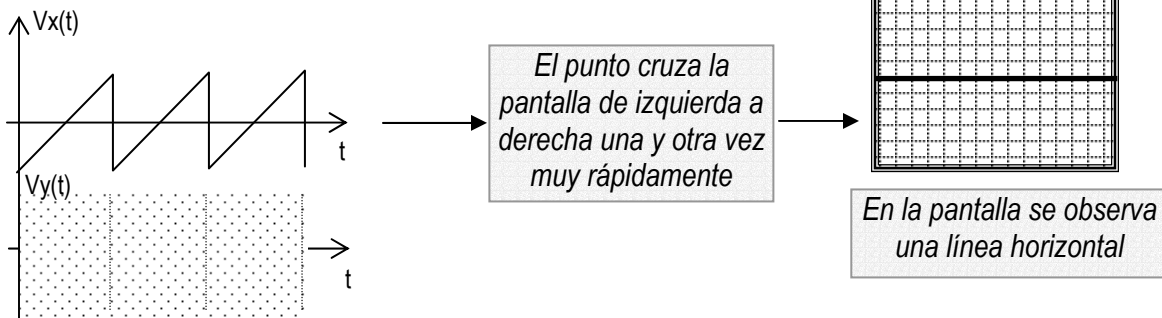 Vx(t)
t
Vy(t)
t
El punto cruza la
pantalla de izquierda a
derecha una y otra vez
muy rápidamente
En la pantalla se observa
una línea horizontal